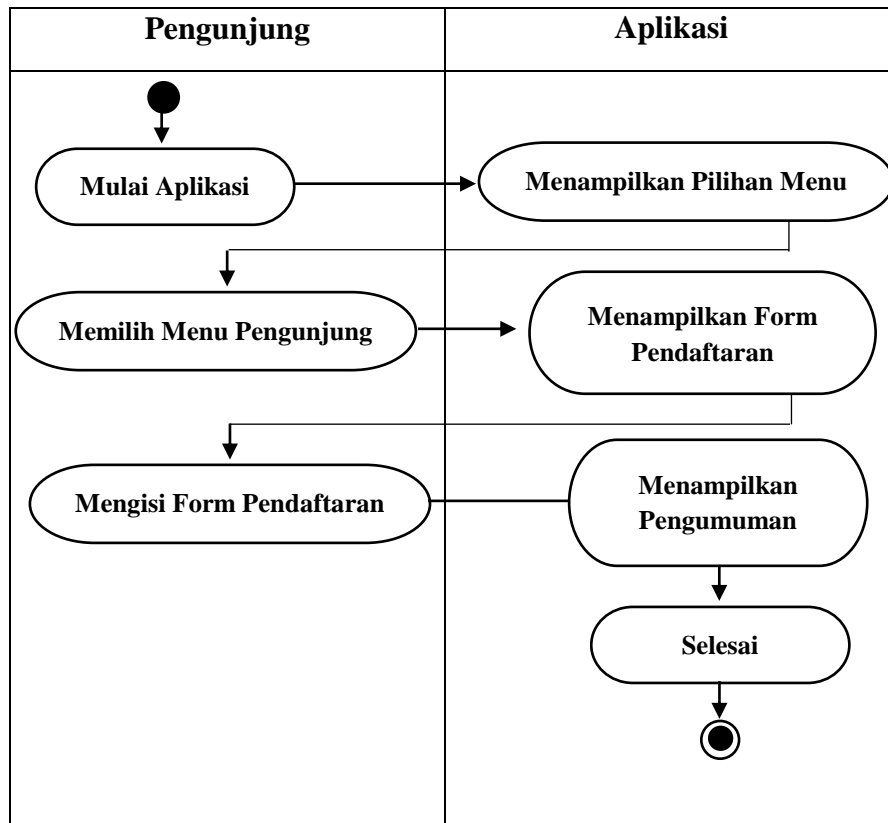 Pengunjung
Aplikasi
Mulai Aplikasi
Menampilkan Pilihan Menu
Memilih Menu Pengunjung
Menampilkan Form
Pendaftaran
Mengisi Form Pendaftaran
Menampilkan
Pengumuman
Selesai